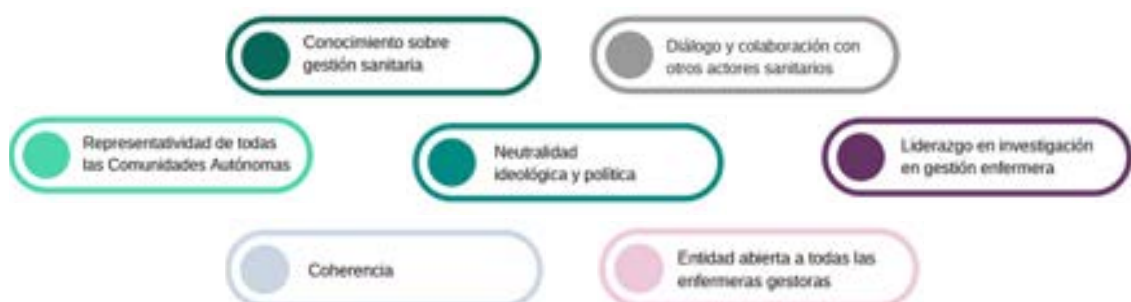 Conocimiento sobre
gestión sanitaria
Diálogo y colaboración con
otros actores sanitarios
Representatividad de todas
las Comunidades Autónomas
Neutralidad
ideológica y política
Liderazgo en investigación
en gestión enfermera
Coherencia
Entidad abierta a todas las
enfermeras gestoras